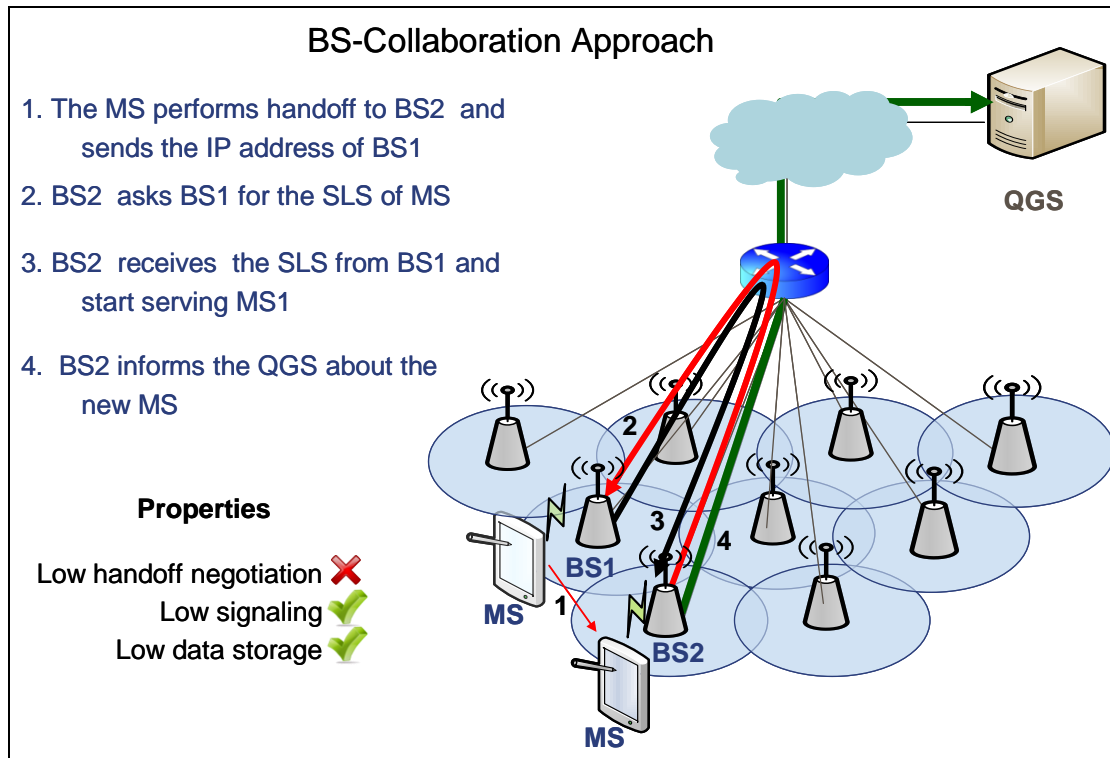 BS-Collaboration Approach
1. The MS performs handoff to BS2 and
sends the IP address of BS1
2. BS2 asks BS1 for the SLS of MS
3. BS2 receives the SLS from BS1 and
start serving MS1
4. BS2 informs the QGS about the
new MS
QGS
2
Properties
3
4
BS1
Low handoff negotiation
MS
1
Low signaling
Low data storage
BS2
MS